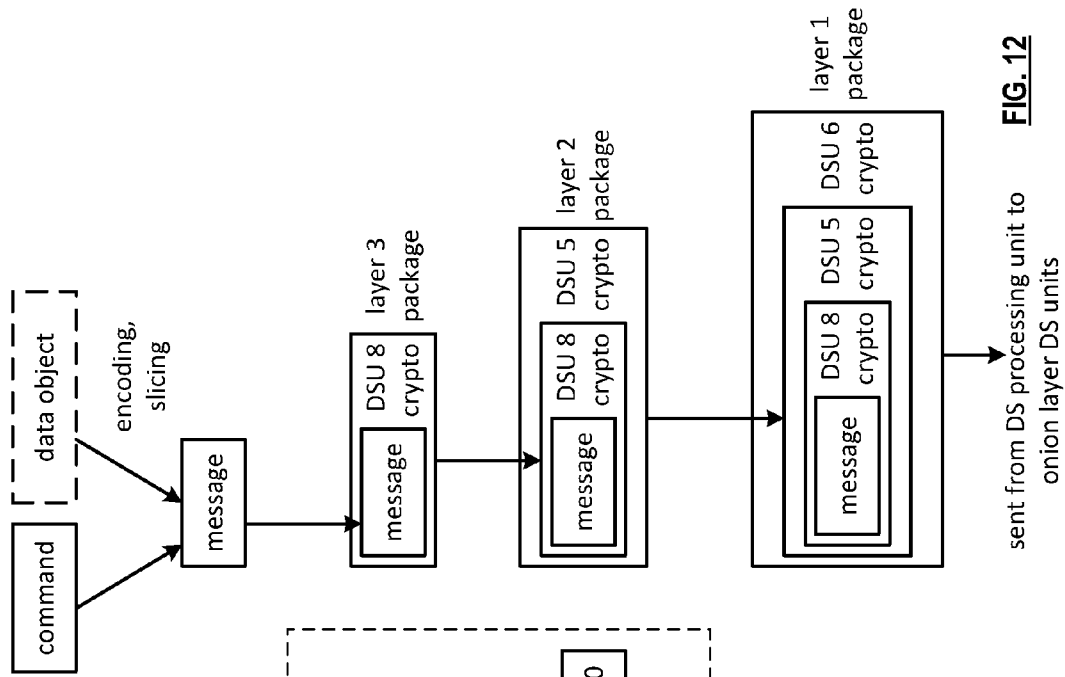 command
data object
encoding,
slicing
message
layer 3
package
DSU 8
crypto
message
layer 2
package
DSU 5
crypto
DSU 8
crypto
message
layer 1
package
DSU 6
crypto
DSU 5
crypto
DSU 8
crypto
message
sent from DS processing unit to
onion layer DS units
FIG. 12